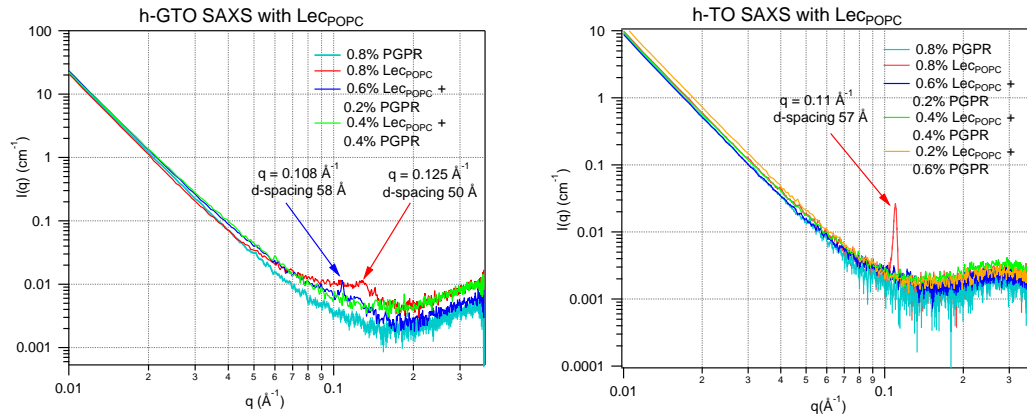 h-GTO SAXS with Lec_POPC
100
10
1
0.1
0.01
0.001
I(q) (cm⁻¹)
0.8% PGPR
0.8% Lec_POPC
0.6% Lec_POPC +
0.2% PGPR
0.4% Lec_POPC +
0.4% PGPR
q = 0.108 Å⁻¹
d-spacing 58 Å
q = 0.125 Å⁻¹
d-spacing 50 Å
0.01 2 3 4 5 6 7 8 9 0.1 2 3
q (Å⁻¹)
h-TO SAXS with Lec_POPC
10
1
0.1
0.01
0.001
0.0001
I(q) (cm⁻¹)
0.8% PGPR
0.8% Lec_POPC
0.6% Lec_POPC +
0.2% PGPR
0.4% Lec_POPC +
0.4% PGPR
0.2% Lec_POPC +
0.6% PGPR
q = 0.11 Å⁻¹
d-spacing 57 Å
0.01 2 3 4 5 6 7 8 9 0.1 2 3
q(Å⁻¹)